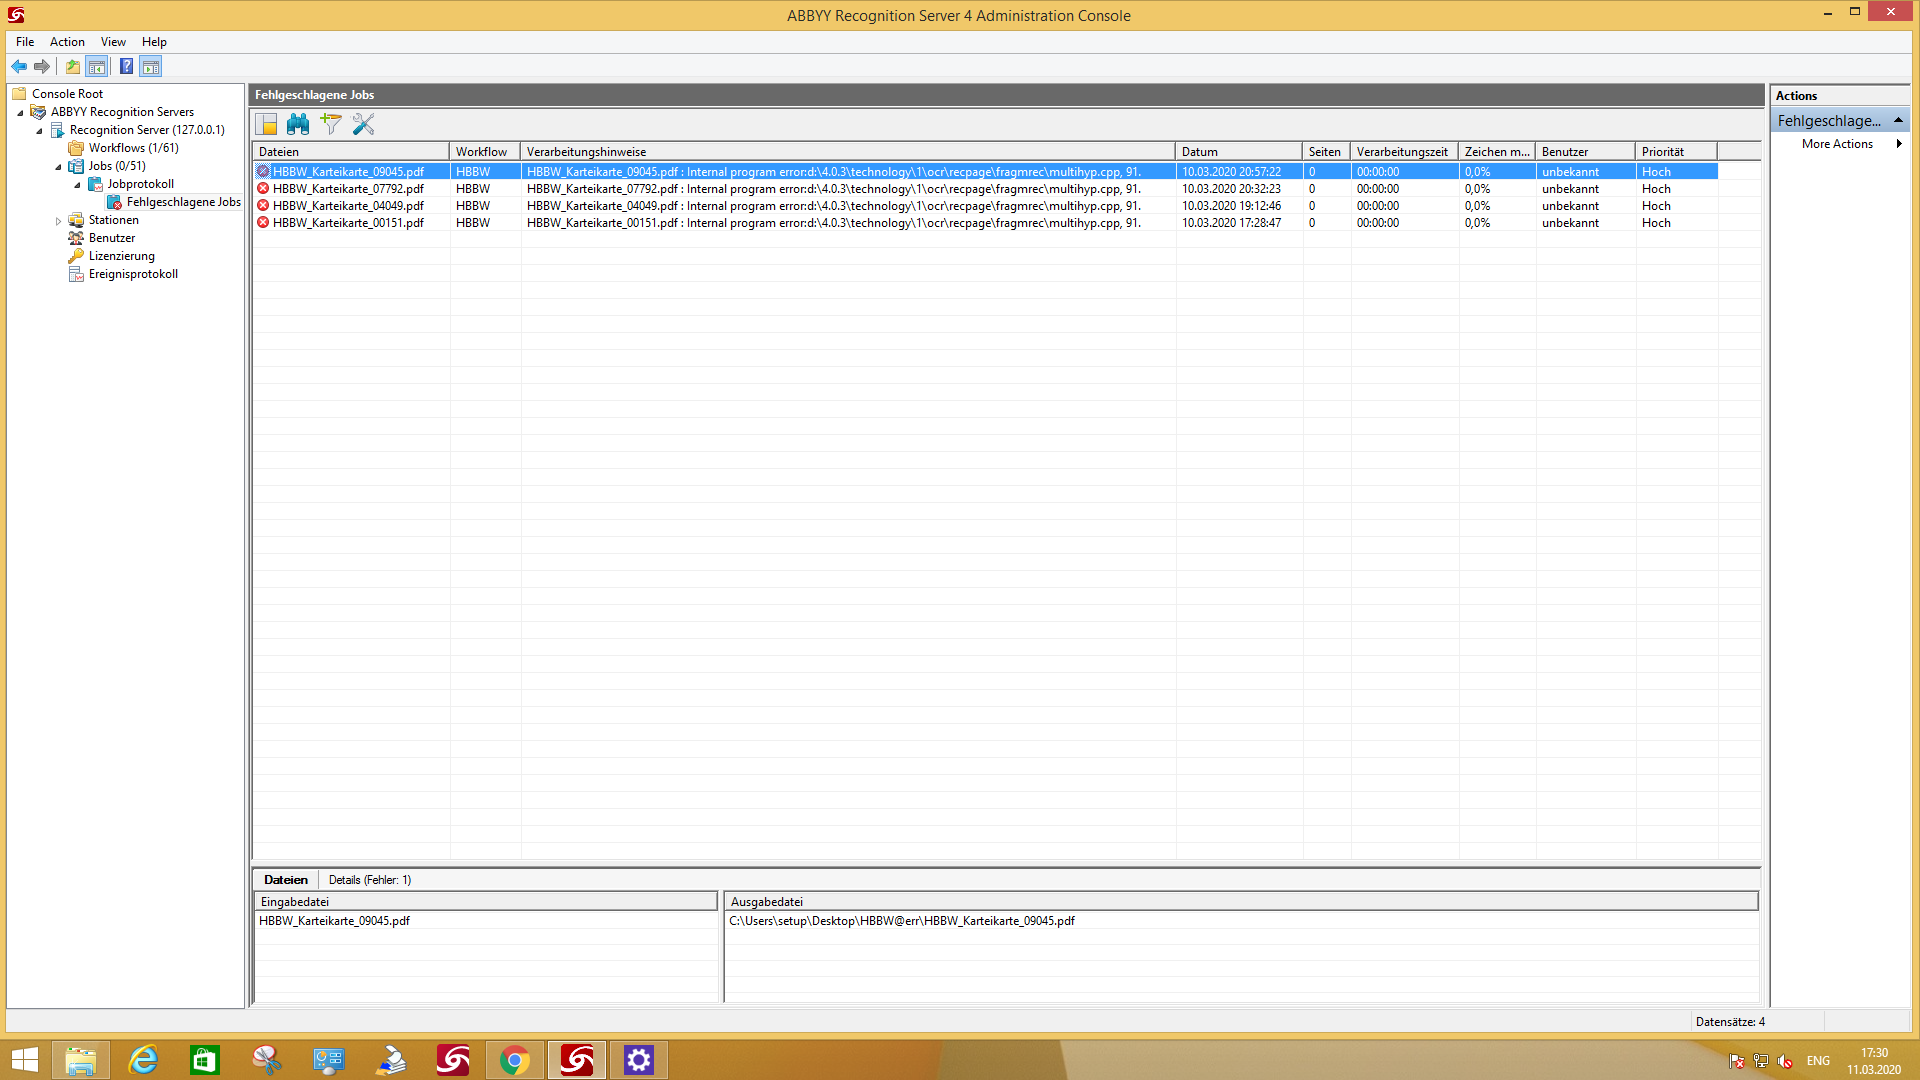 ABBYY Recognition Server 4 Administration Console
File Action View Help
Console Root
ABBYY Recognition Servers
Recognition Server (127.0.0.1)
Workflows (1/61)
Jobs (0/51)
Jobprotokoll
Fehlgeschlagene Jobs
Stationen
Benutzer
Lizenzierung
Ereignisprotokoll
Fehlgeschlagene Jobs
Dateien Workflow Verarbeitungshinweise Datum Seiten Verarbeitungszeit Zeichen m... Benutzer Priorität
HBBW_Karteikarte_09045.pdf HBBW HBBW_Karteikarte_09045.pdf : Internal program error:d:\4.0.3\technology\1\ocr\recpage\fragmrec\multihyp.cpp, 91. 10.03.2020 20:57:22 0 00:00:00 0,0% unbekannt Hoch
HBBW_Karteikarte_07792.pdf HBBW HBBW_Karteikarte_07792.pdf : Internal program error:d:\4.0.3\technology\1\ocr\recpage\fragmrec\multihyp.cpp, 91. 10.03.2020 20:32:23 0 00:00:00 0,0% unbekannt Hoch
HBBW_Karteikarte_04049.pdf HBBW HBBW_Karteikarte_04049.pdf : Internal program error:d:\4.0.3\technology\1\ocr\recpage\fragmrec\multihyp.cpp, 91. 10.03.2020 19:12:46 0 00:00:00 0,0% unbekannt Hoch
HBBW_Karteikarte_00151.pdf HBBW HBBW_Karteikarte_00151.pdf : Internal program error:d:\4.0.3\technology\1\ocr\recpage\fragmrec\multihyp.cpp, 91. 10.03.2020 17:28:47 0 00:00:00 0,0% unbekannt Hoch
Actions
Fehlgeschlage...
More Actions
Dateien Details (Fehler: 1)
Eingabedatei Ausgabedatei
HBBW_Karteikarte_09045.pdf C:\Users\setup\Desktop\HBBW@err\HBBW_Karteikarte_09045.pdf
Datensätze: 4
ENG
17:30
11.03.2020